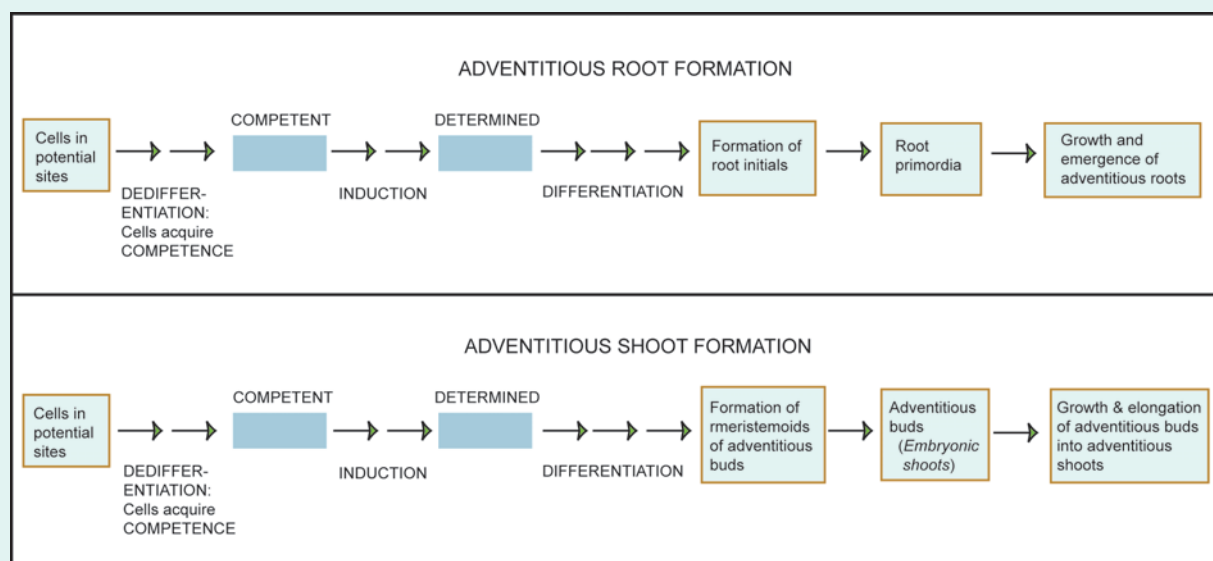 ADVENTITIOUS ROOT FORMATION
Cells in
potential
sites
DEDIFFER-
ENTIATION:
Cells acquire
COMPETENCE
COMPETENT
INDUCTION
DETERMINED
DIFFERENTIATION
Formation of
root initials
Root
primordia
Growth and
emergence of
adventitious roots
ADVENTITIOUS SHOOT FORMATION
Cells in
potential
sites
DEDIFFER-
ENTIATION:
Cells acquire
COMPETENCE
COMPETENT
INDUCTION
DETERMINED
DIFFERENTIATION
Formation of
rmeristemoids
of adventitious
buds
Adventitious
buds
(Embryonic
shoots)
Growth & elongation
of adventitious buds
into adventitious
shoots